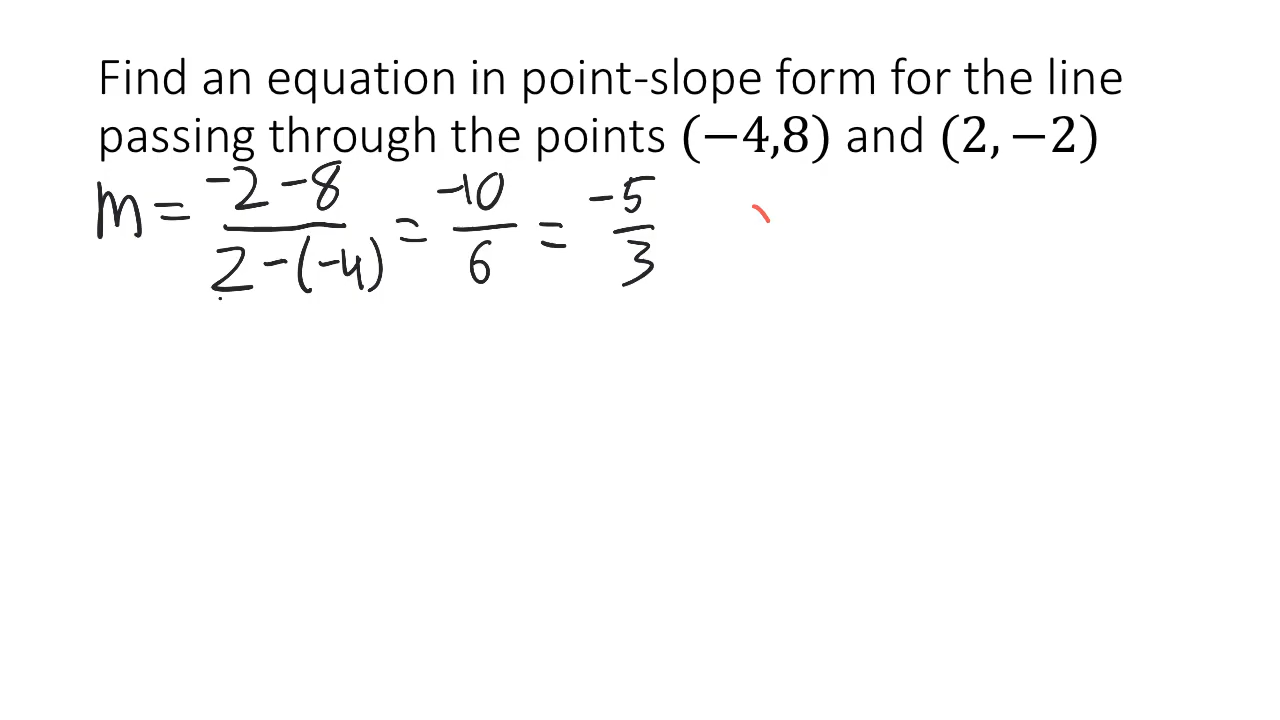 Find an equation in point-slope form for the line
passing through the points (−4,8) and (2, −2)
m = (-2 - 8)/(2 - (-4)) = -10/6 = -5/3